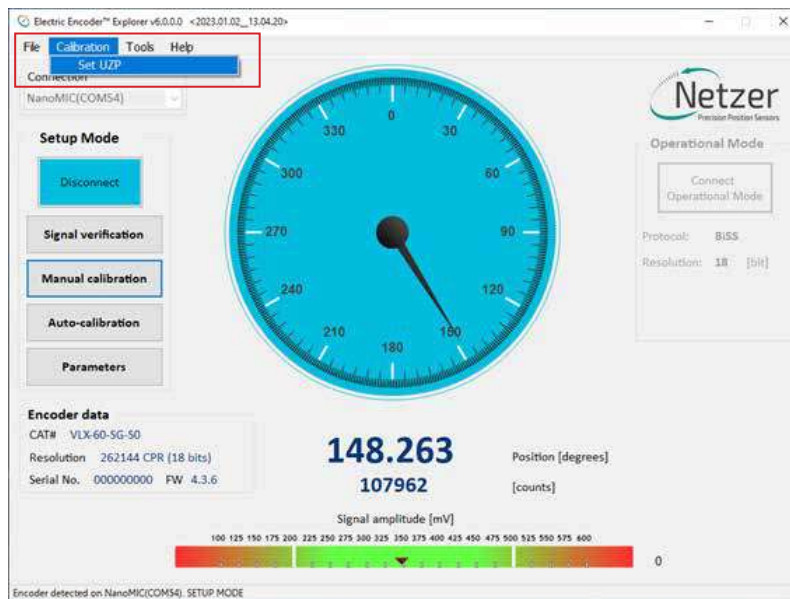 Electric Encoder™ Explorer v6.0.0.0 <2023.01.02__13.04.20>
File Calibration Tools Help
Set UZP
Connection
NanoMIC(COM54)
Setup Mode
Disconnect
Signal verification
Manual calibration
Auto-calibration
Parameters
Encoder data
CAT# VLX-60-SG-S0
Resolution 262144 CPR (18 bits)
Serial No. 000000000 FW 4.3.6
0
30
60
90
120
150
180
210
240
270
300
330
148.263 Position [degrees]
107962 [counts]
Signal amplitude [mV]
100 125 150 175 200 225 250 275 300 325 350 375 400 425 450 475 500 525 550 575 600
0
Netzer
Precision Position Sensors
Operational Mode
Connect
Operational Mode
Protocol: BiSS
Resolution: 18 [bit]
Encoder detected on NanoMIC(COM54). SETUP MODE